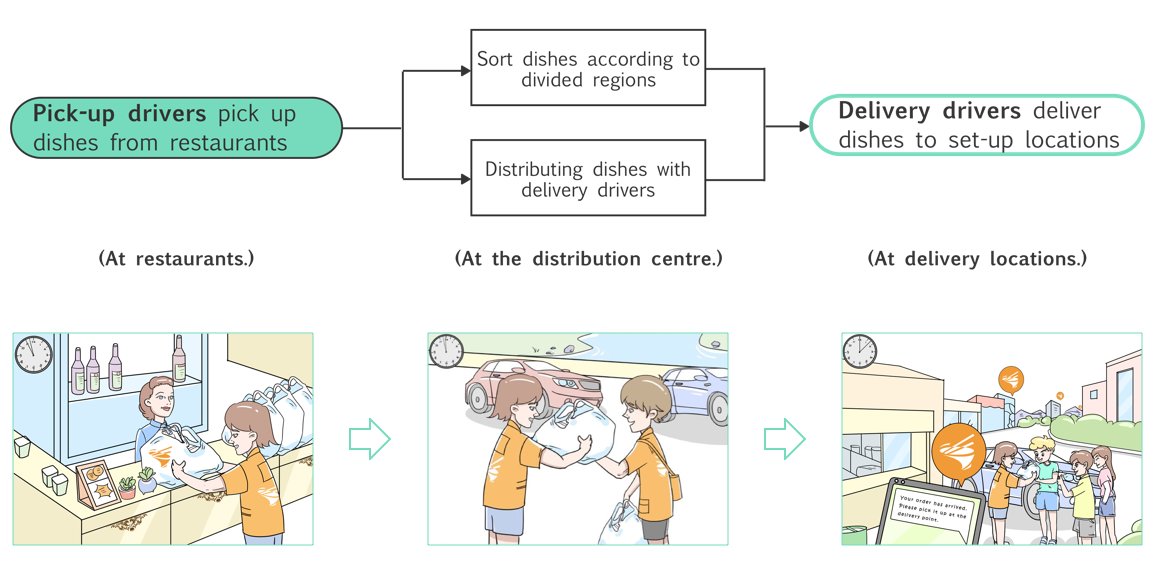 Sort dishes according to
divided regions
Pick-up drivers pick up
dishes from restaurants
Delivery drivers deliver
dishes to set-up locations
Distributing dishes with
delivery drivers
(At restaurants.)
(At the distribution centre.)
(At delivery locations.)
Your order has arrived.
Please pick it up at the
delivery point.